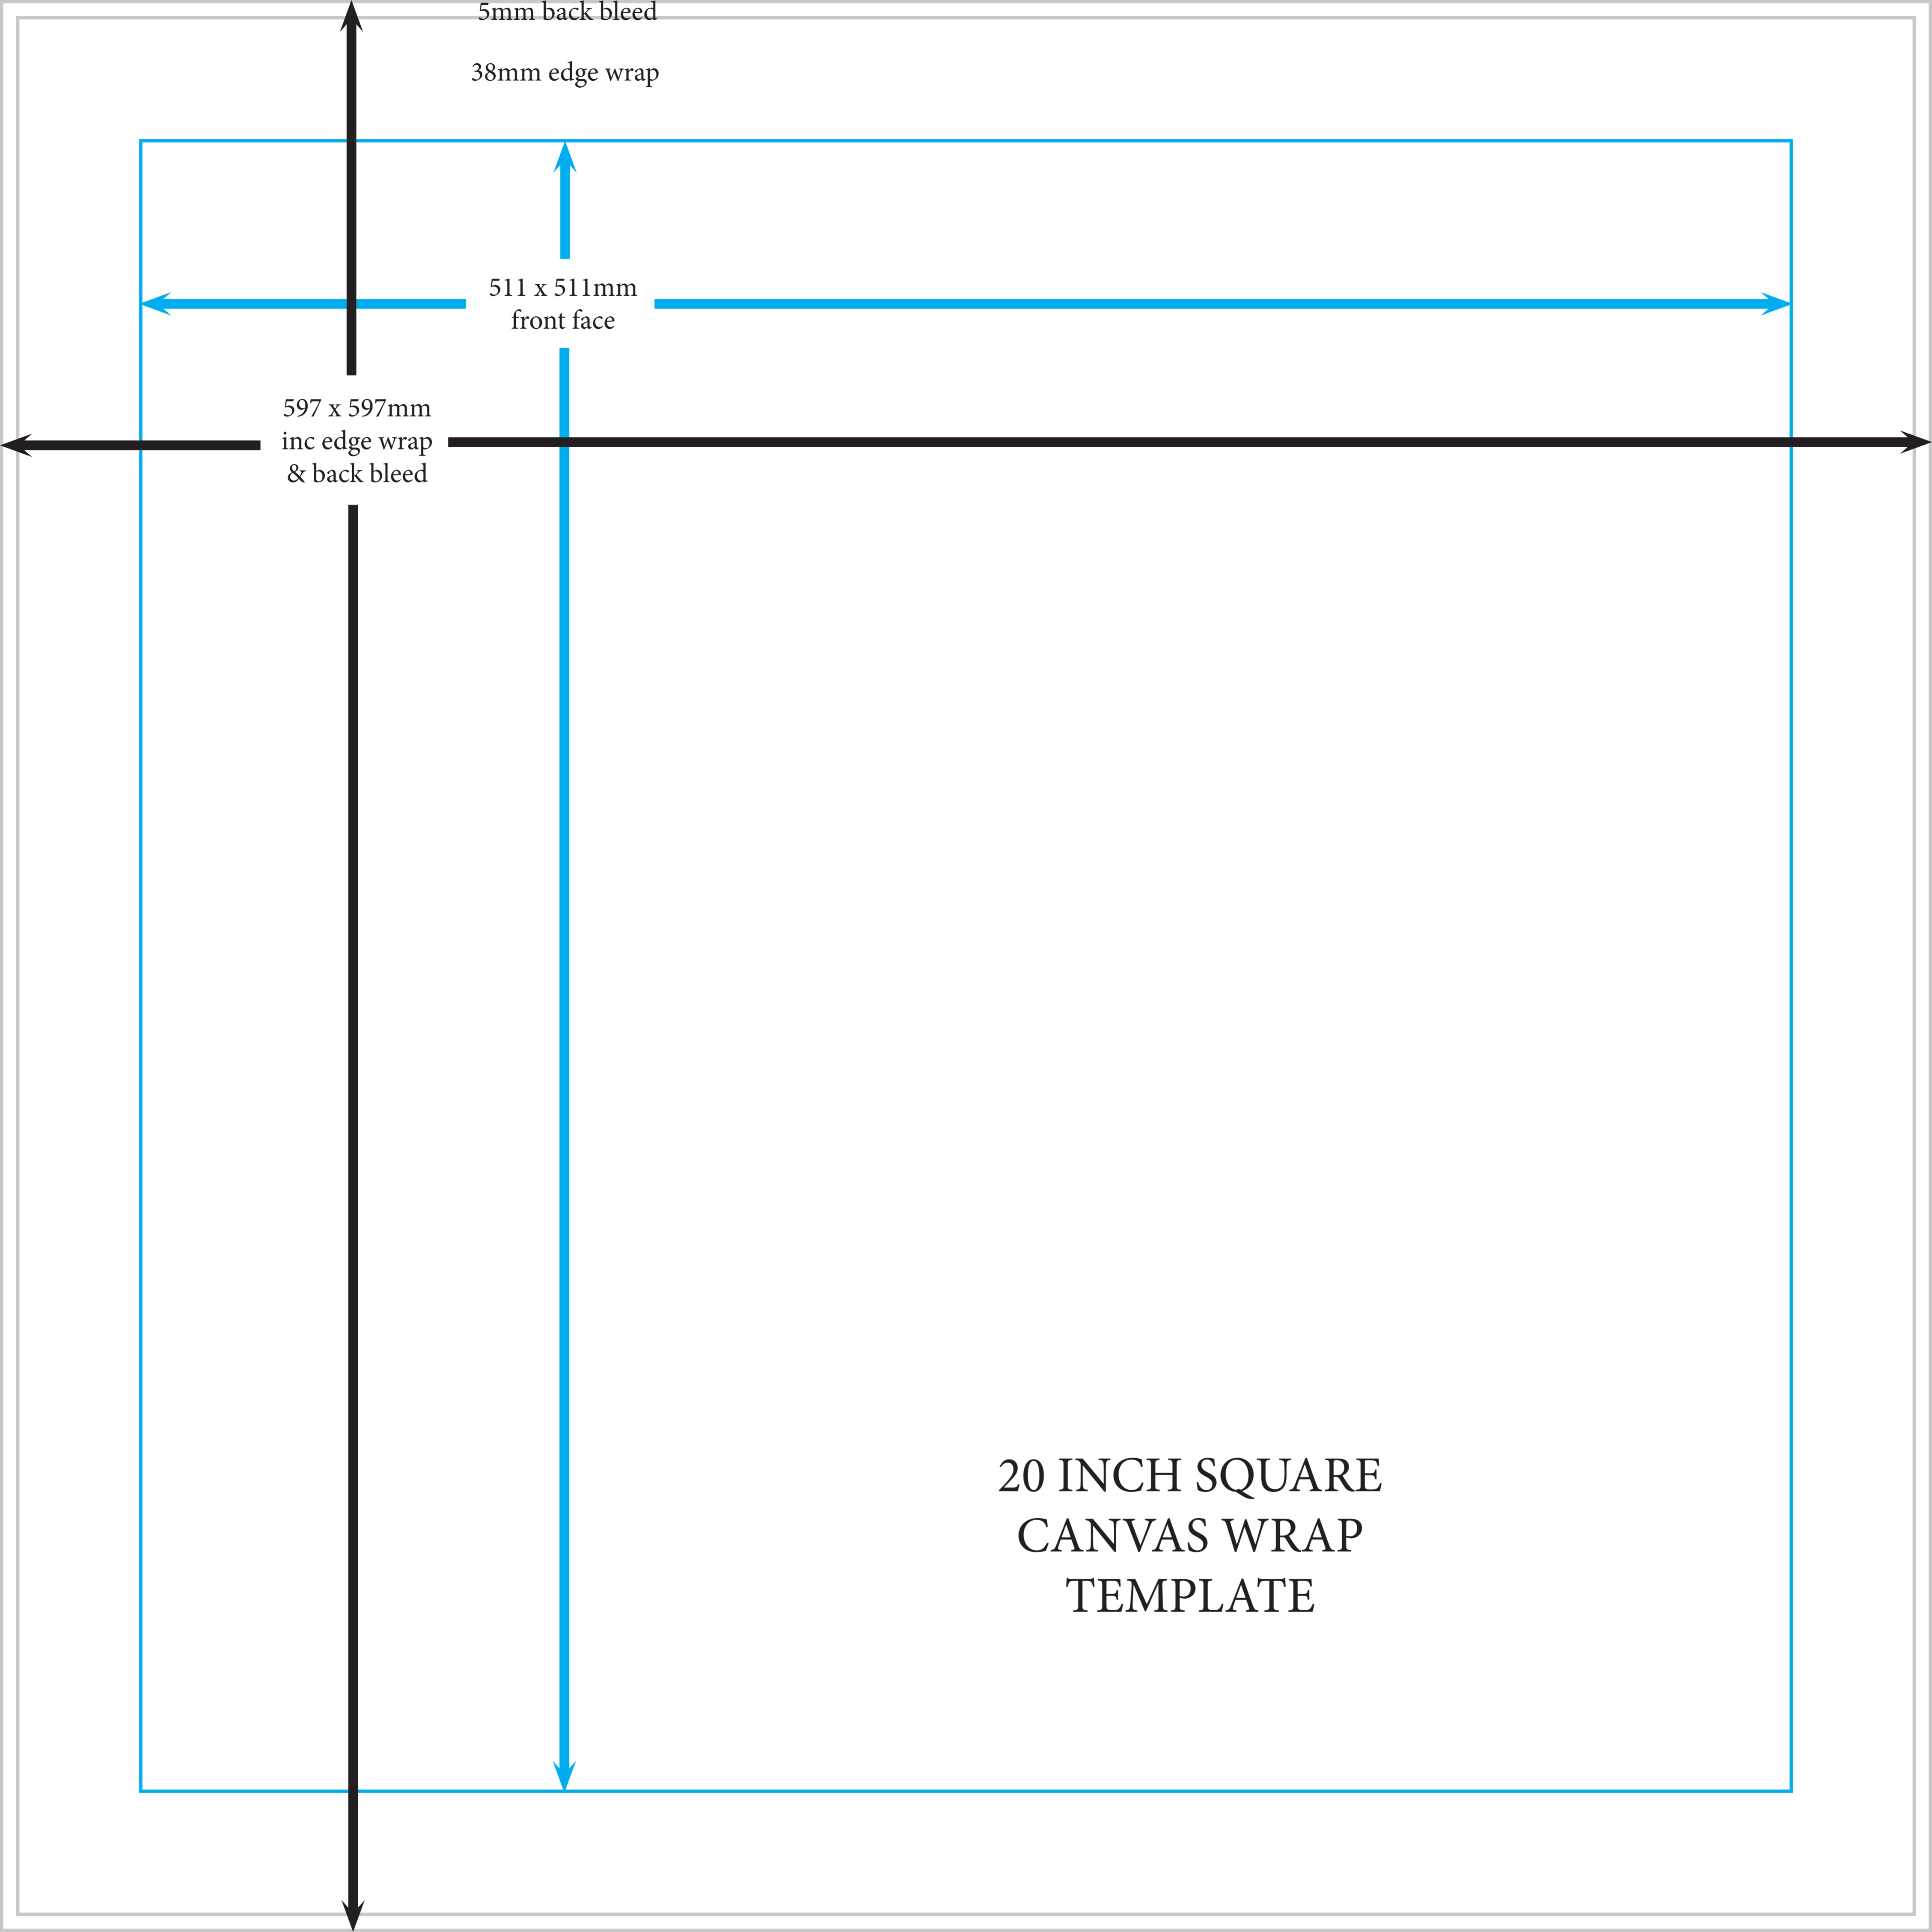 5mm back bleed
38mm edge wrap
511 x 511mm
front face
597 x 597mm
inc edge wrap
& back bleed
20 INCH SQUARE
CANVAS WRAP
TEMPLATE